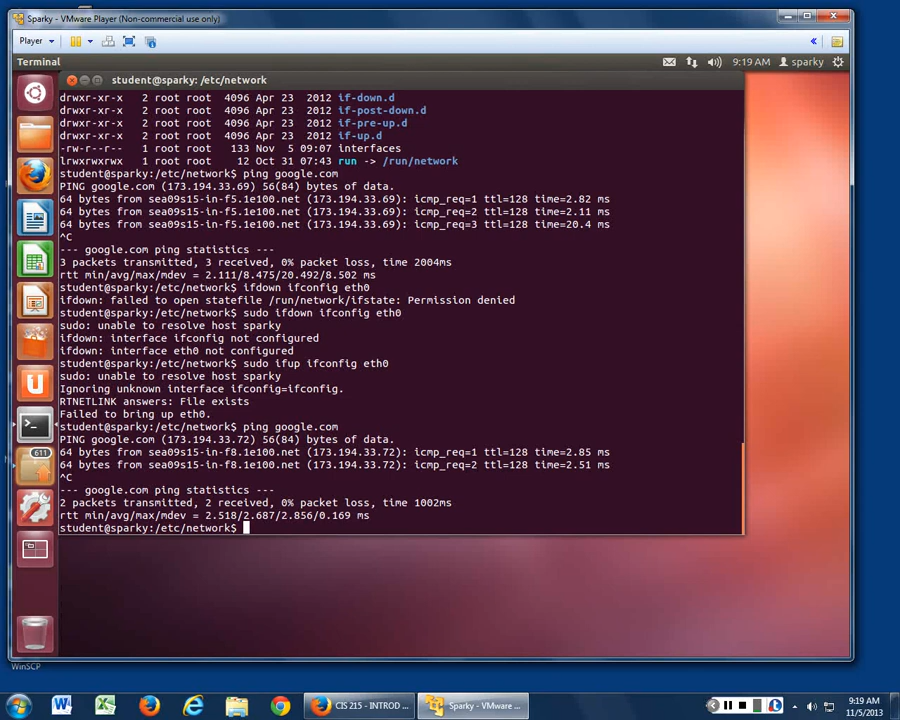 Sparky - VMware Player (Non-commercial use only)
Player
«
Terminal
9:19 AM
sparky
student@sparky: /etc/network
drwxr-xr-x 2 root root 4096 Apr 23 2012 if-down.d
drwxr-xr-x 2 root root 4096 Apr 23 2012 if-post-down.d
drwxr-xr-x 2 root root 4096 Apr 23 2012 if-pre-up.d
drwxr-xr-x 2 root root 4096 Apr 23 2012 if-up.d
-rw-r--r-- 1 root root 133 Nov 5 09:07 interfaces
lrwxrwxrwx 1 root root 12 Oct 31 07:43 run -> /run/network
student@sparky:/etc/network$ ping google.com
PING google.com (173.194.33.69) 56(84) bytes of data.
64 bytes from sea09s15-in-f5.1e100.net (173.194.33.69): icmp_req=1 ttl=128 time=2.82 ms
64 bytes from sea09s15-in-f5.1e100.net (173.194.33.69): icmp_req=2 ttl=128 time=2.11 ms
64 bytes from sea09s15-in-f5.1e100.net (173.194.33.69): icmp_req=3 ttl=128 time=20.4 ms
^C
--- google.com ping statistics ---
3 packets transmitted, 3 received, 0% packet loss, time 2004ms
rtt min/avg/max/mdev = 2.111/8.475/20.492/8.502 ms
student@sparky:/etc/network$ ifdown ifconfig eth0
ifdown: failed to open statefile /run/network/ifstate: Permission denied
student@sparky:/etc/network$ sudo ifdown ifconfig eth0
sudo: unable to resolve host sparky
ifdown: interface ifconfig not configured
ifdown: interface eth0 not configured
student@sparky:/etc/network$ sudo ifup ifconfig eth0
sudo: unable to resolve host sparky
Ignoring unknown interface ifconfig=ifconfig.
RTNETLINK answers: File exists
Failed to bring up eth0.
student@sparky:/etc/network$ ping google.com
PING google.com (173.194.33.72) 56(84) bytes of data.
64 bytes from sea09s15-in-f8.1e100.net (173.194.33.72): icmp_req=1 ttl=128 time=2.85 ms
64 bytes from sea09s15-in-f8.1e100.net (173.194.33.72): icmp_req=2 ttl=128 time=2.51 ms
^C
--- google.com ping statistics ---
2 packets transmitted, 2 received, 0% packet loss, time 1002ms
rtt min/avg/max/mdev = 2.518/2.687/2.856/0.169 ms
student@sparky:/etc/network$
611
WinSCP
CIS 215 - INTROD ...
Sparky - VMware ...
9:19 AM
11/5/2013